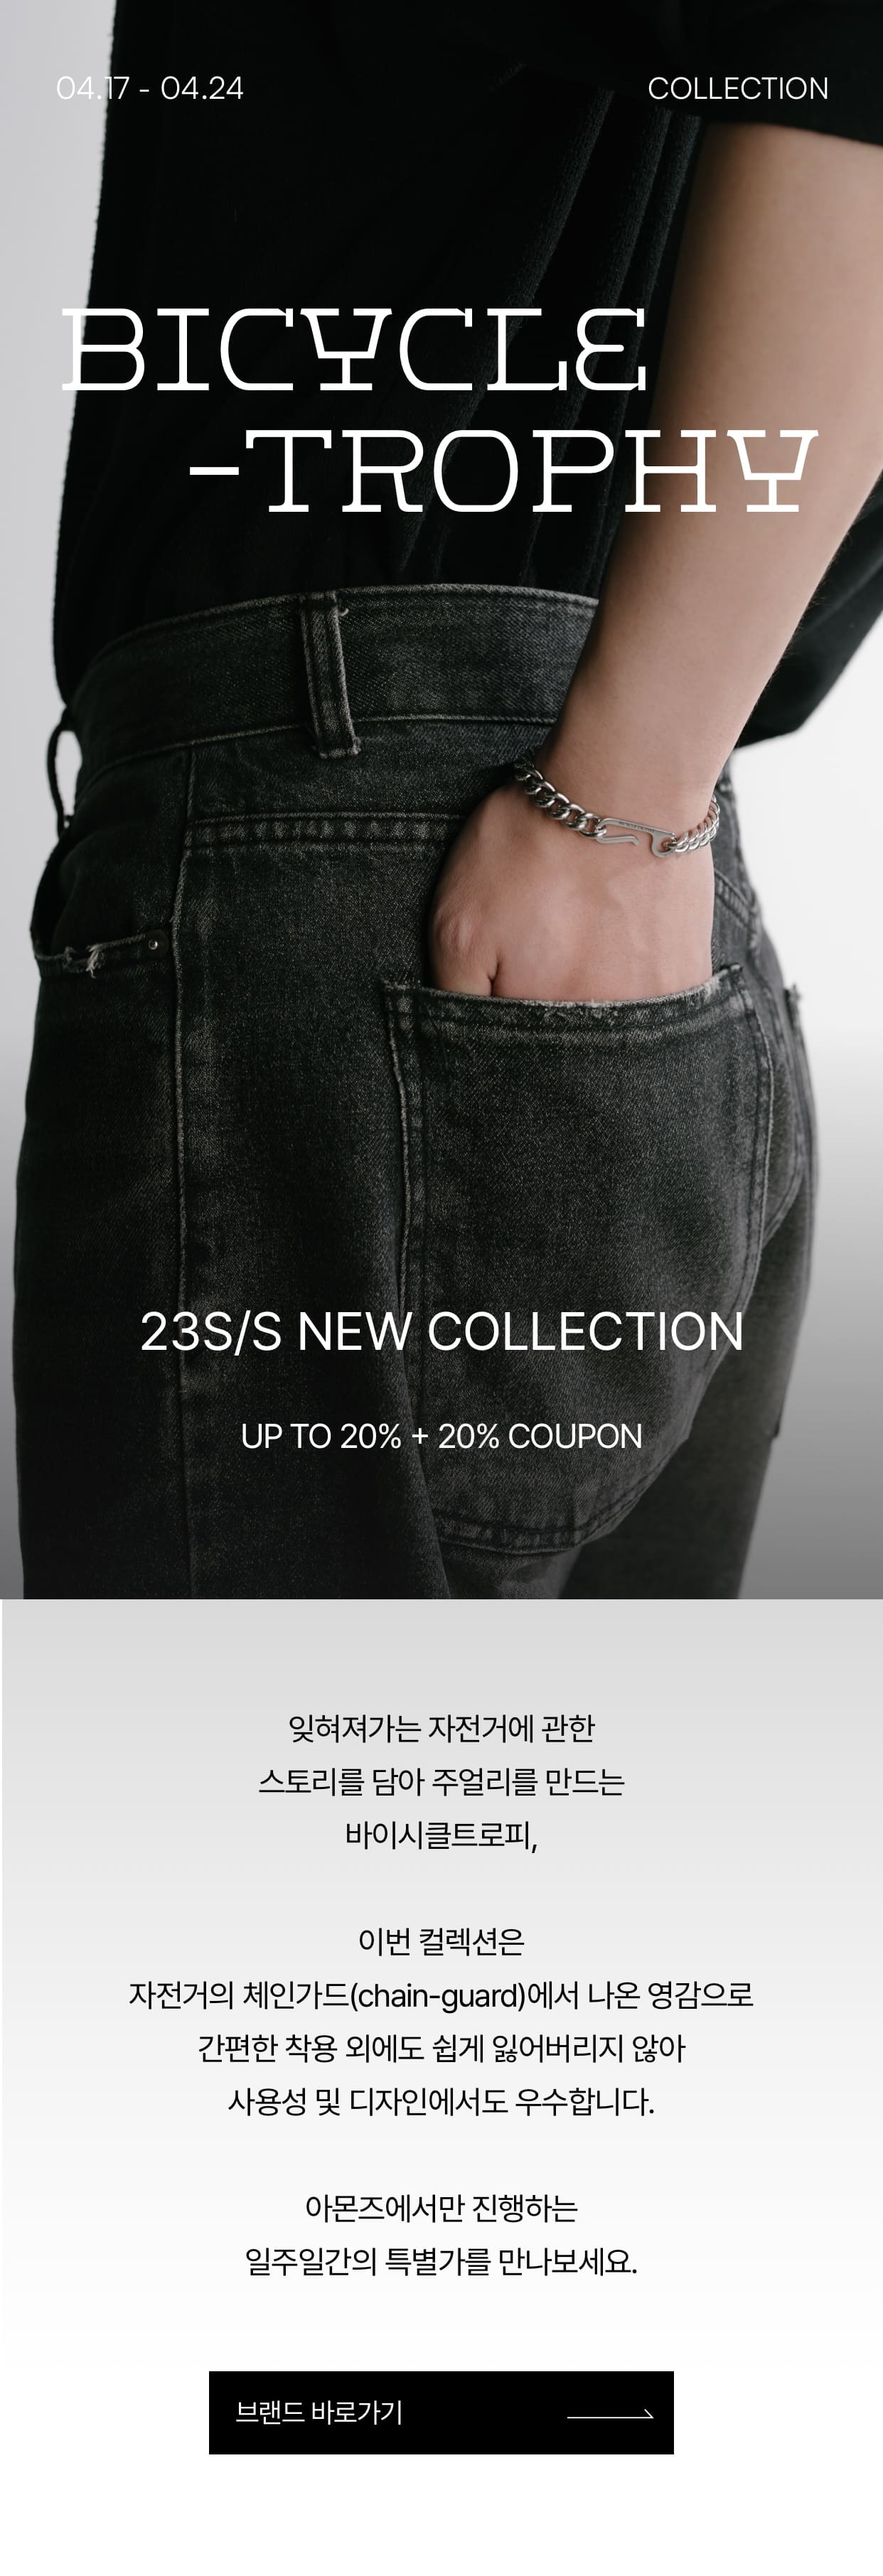 04.17 - 04.24
COLLECTION
BICYCLE
-TROPHY
23S/S NEW COLLECTION
UP TO 20% + 20% COUPON
잊혀져가는 자전거에 관한
스토리를 담아 주얼리를 만드는
바이시클트로피,
이번 컬렉션은
자전거의 체인가드(chain-guard)에서 나온 영감으로
간편한 착용 외에도 쉽게 잃어버리지 않아
사용성 및 디자인에서도 우수합니다.
아몬즈에서만 진행하는
일주일간의 특별가를 만나보세요.
브랜드 바로가기